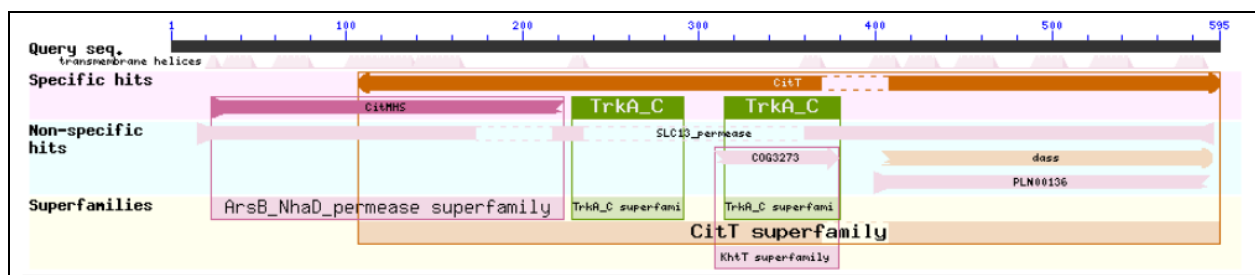 1 100 200 300 400 500 595
Query seq.
transmembrane helices
Specific hits CitT
CitMHS TrkA_C TrkA_C
Non-specific SLC13_permease
hits COG3273 dass
PLN00136
Superfamilies ArsB_NhaD_permease superfamily TrkA_C superfami TrkA_C superfami
CitT superfamily
KhtT superfamily